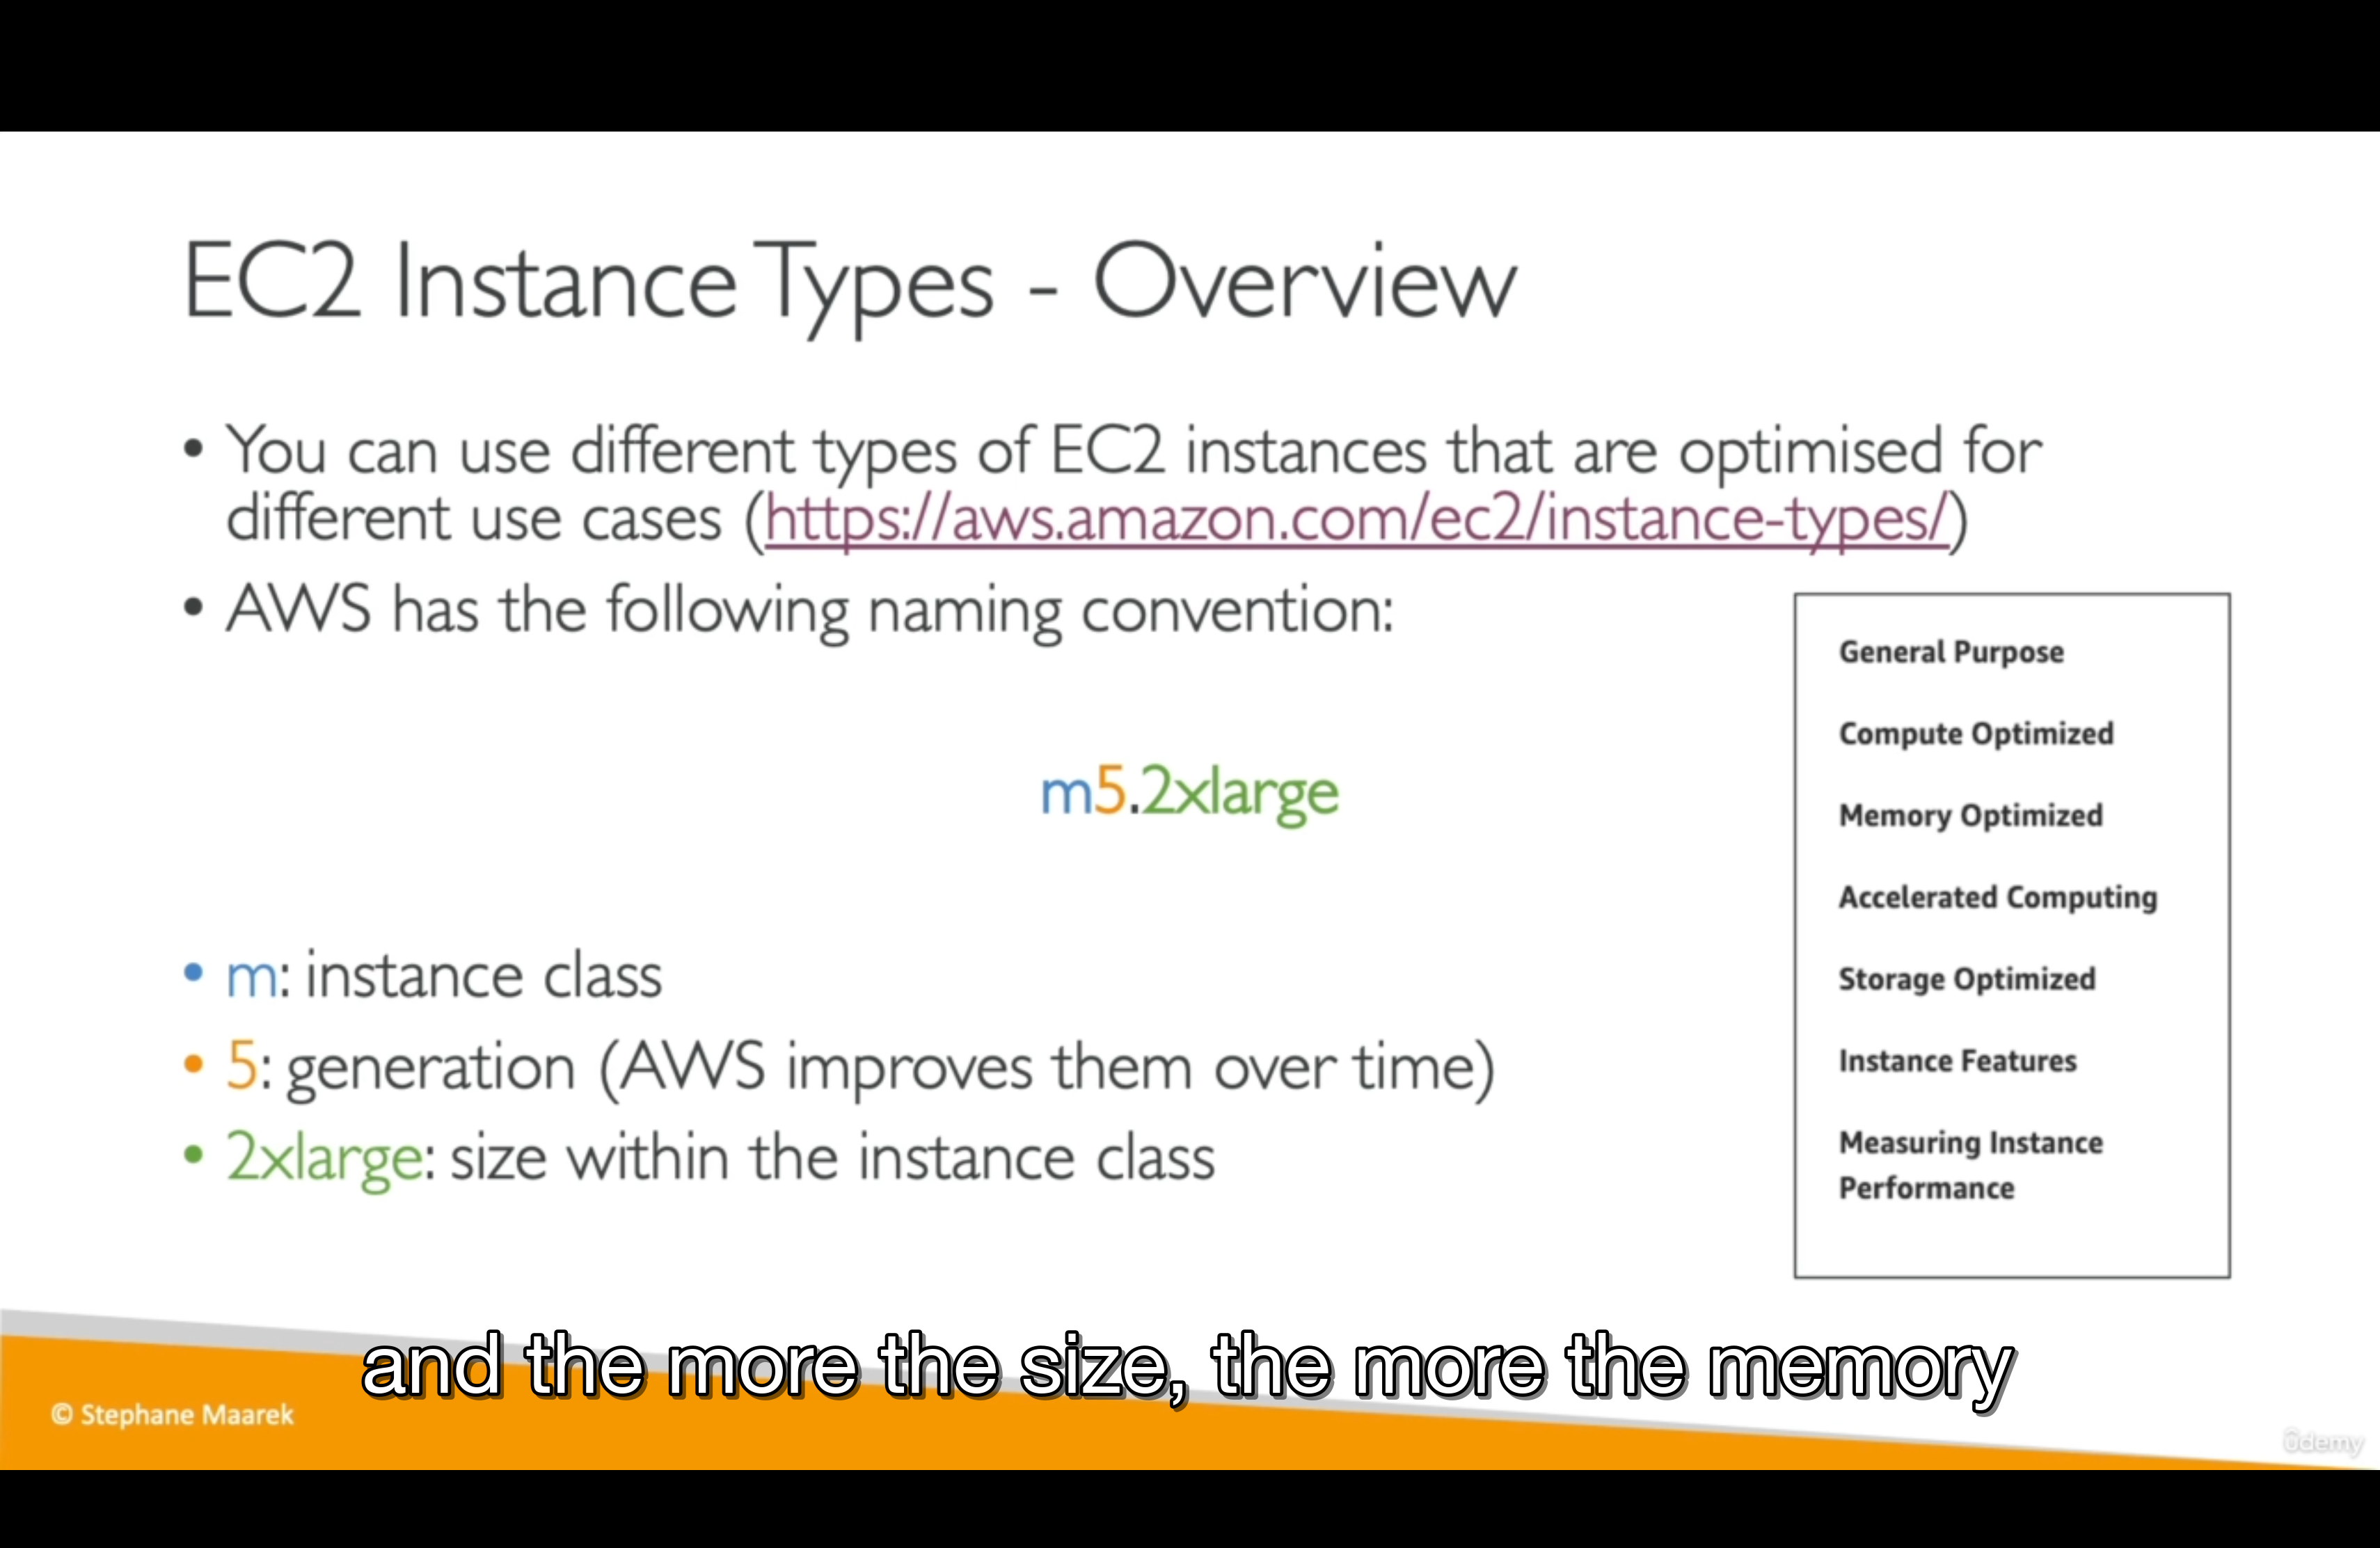 EC2 Instance Types - Overview
• You can use different types of EC2 instances that are optimised for
different use cases (https://aws.amazon.com/ec2/instance-types/)
• AWS has the following naming convention:
m5.2xlarge
• m: instance class
• 5: generation (AWS improves them over time)
• 2xlarge: size within the instance class
General Purpose
Compute Optimized
Memory Optimized
Accelerated Computing
Storage Optimized
Instance Features
Measuring Instance
Performance
and the more the size, the more the memory
© Stephane Maarek
ûdemy